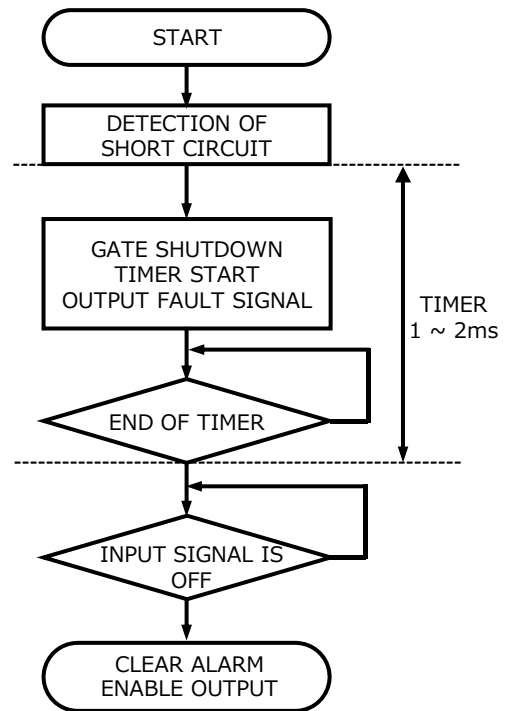 START
DETECTION OF
SHORT CIRCUIT
GATE SHUTDOWN
TIMER START
OUTPUT FAULT SIGNAL
TIMER
1 ~ 2ms
END OF TIMER
INPUT SIGNAL IS
OFF
CLEAR ALARM
ENABLE OUTPUT